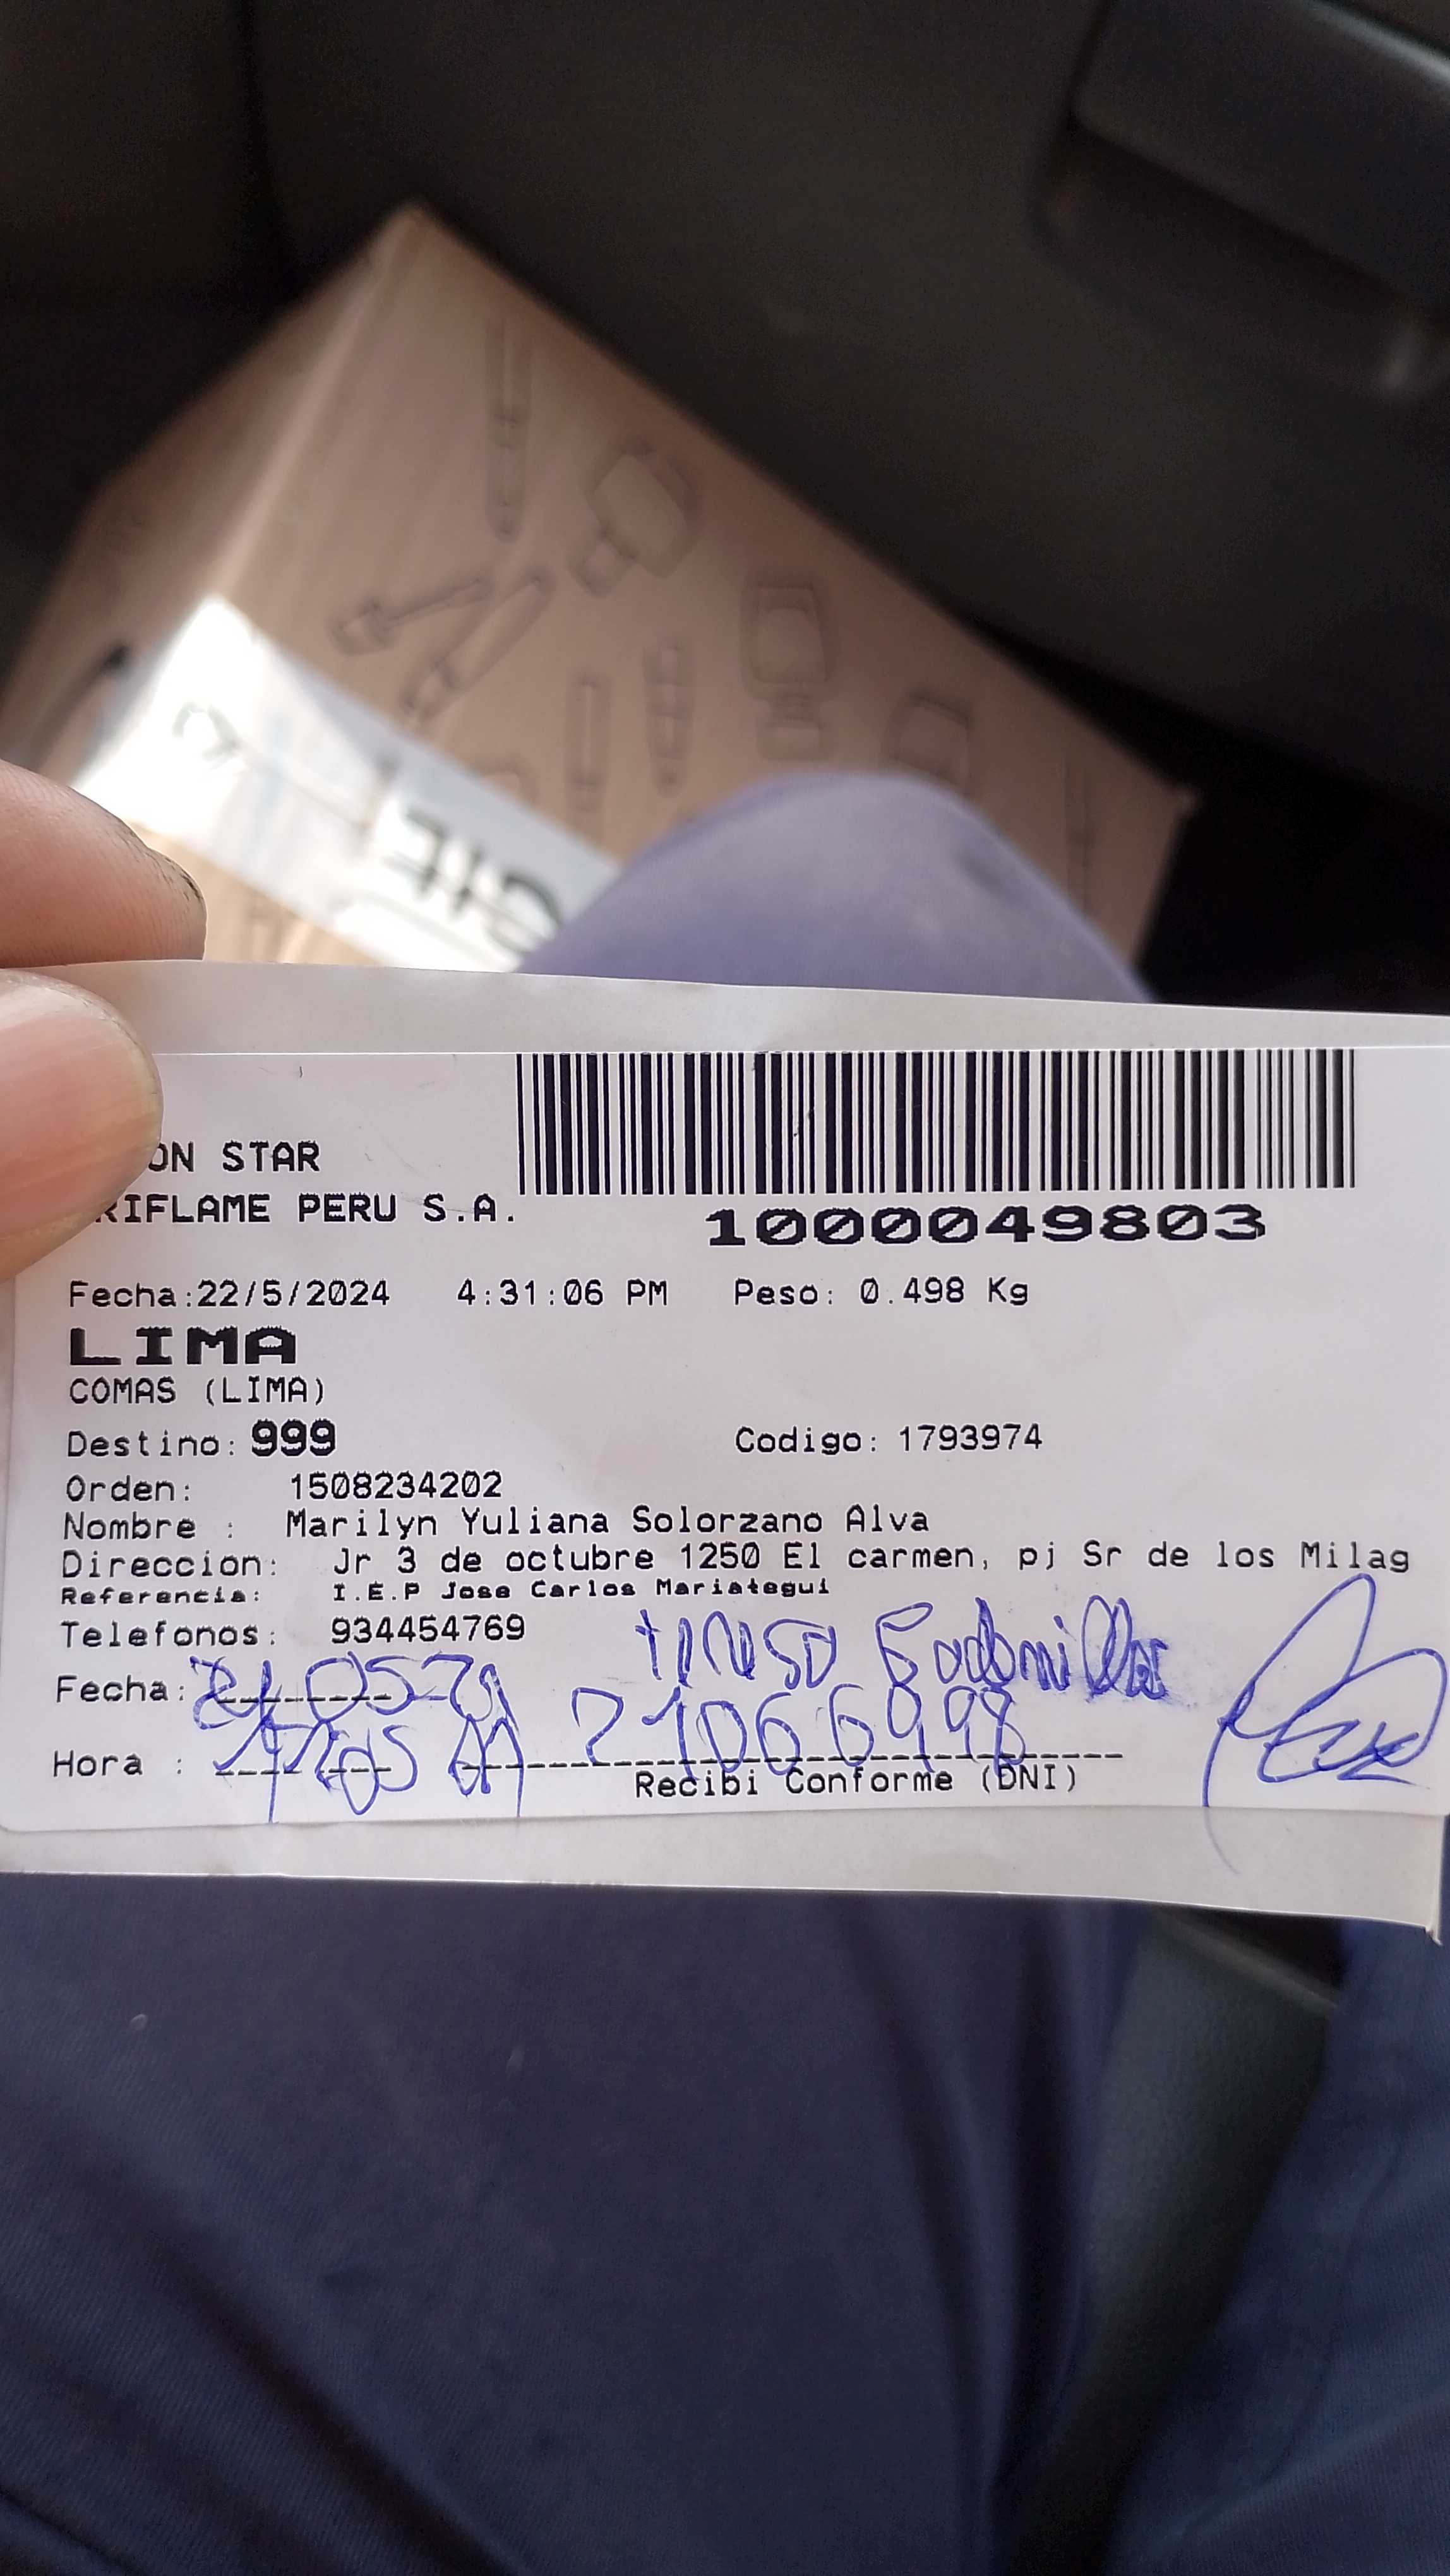 ON STAR
RIFLAME PERU S.A.
1000049803
Fecha:22/5/2024 4:31:06 PM Peso: 0.498 Kg
LIMA
COMAS (LIMA)
Destino: 999 Codigo: 1793974
Orden: 1508234202
Nombre : Marilyn Yuliana Solorzano Alva
Direccion: Jr 3 de octubre 1250 El carmen, pj Sr de los Milag
Referencia: I.E.P Jose Carlos Mariategui
Telefonos: 934454769
Fecha:
Hora : 21066998
Recibi Conforme (DNI)